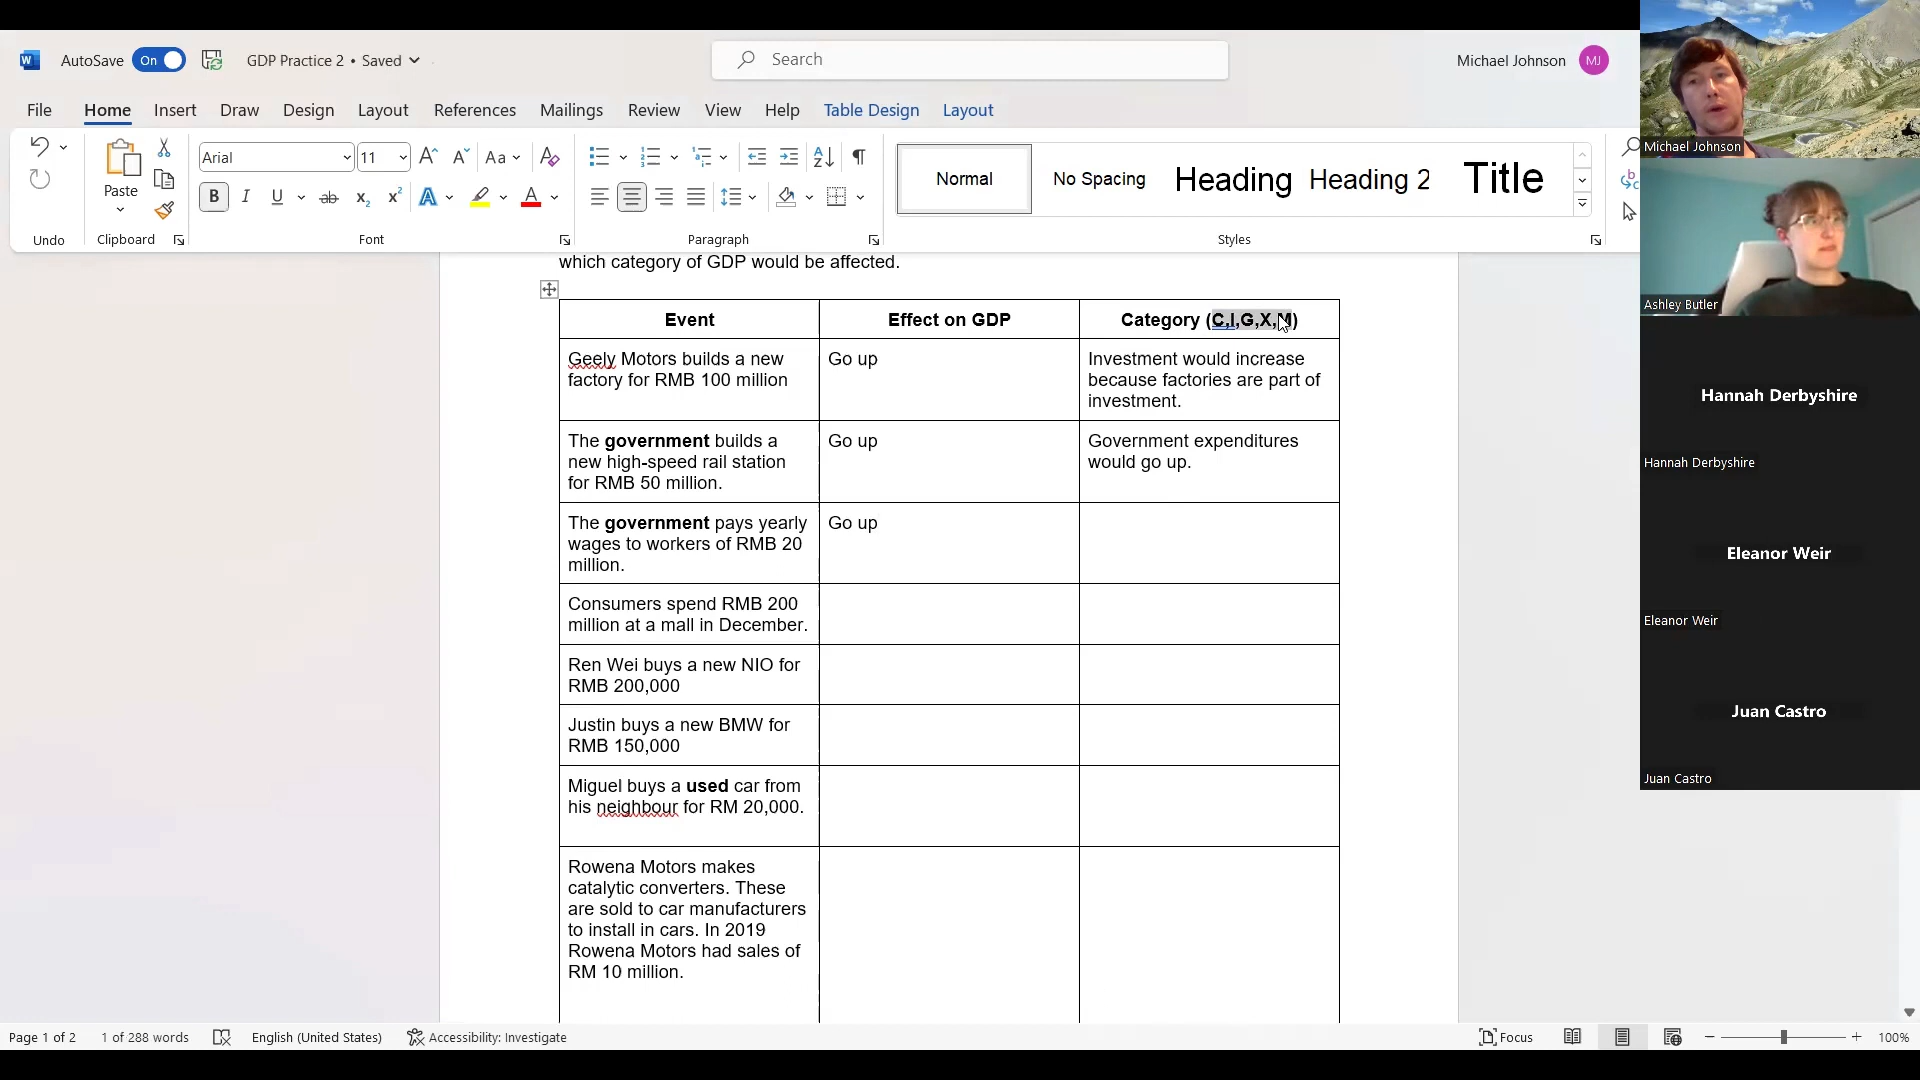 AutoSave On GDP Practice 2 • Saved Search Michael Johnson MJ
File Home Insert Draw Design Layout References Mailings Review View Help Table Design Layout
Paste
Arial 11
Normal No Spacing Heading Heading 2 Title
Undo Clipboard Font Paragraph Styles
which category of GDP would be affected.
Event Effect on GDP Category (C,I,G,X,M)
Geely Motors builds a new
factory for RMB 100 million
Go up
Investment would increase
because factories are part of
investment.
The government builds a
new high-speed rail station
for RMB 50 million.
Go up
Government expenditures
would go up.
The government pays yearly
wages to workers of RMB 20
million.
Go up
Consumers spend RMB 200
million at a mall in December.
Ren Wei buys a new NIO for
RMB 200,000
Justin buys a new BMW for
RMB 150,000
Miguel buys a used car from
his neighbour for RM 20,000.
Rowena Motors makes
catalytic converters. These
are sold to car manufacturers
to install in cars. In 2019
Rowena Motors had sales of
RM 10 million.
Page 1 of 2 1 of 288 words English (United States) Accessibility: Investigate Focus 100%
Michael Johnson
Ashley Butler
Hannah Derbyshire
Hannah Derbyshire
Eleanor Weir
Eleanor Weir
Juan Castro
Juan Castro